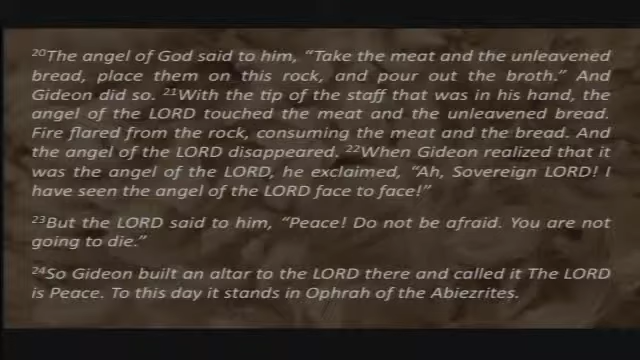 ²⁰The angel of God said to him, “Take the meat and the unleavened
bread, place them on this rock, and pour out the broth.” And
Gideon did so. ²¹With the tip of the staff that was in his hand, the
angel of the LORD touched the meat and the unleavened bread.
Fire flared from the rock, consuming the meat and the bread. And
the angel of the LORD disappeared. ²²When Gideon realized that it
was the angel of the LORD, he exclaimed, “Ah, Sovereign LORD! I
have seen the angel of the LORD face to face!”
²³But the LORD said to him, “Peace! Do not be afraid. You are not
going to die.”
²⁴So Gideon built an altar to the LORD there and called it The LORD
is Peace. To this day it stands in Ophrah of the Abiezrites.